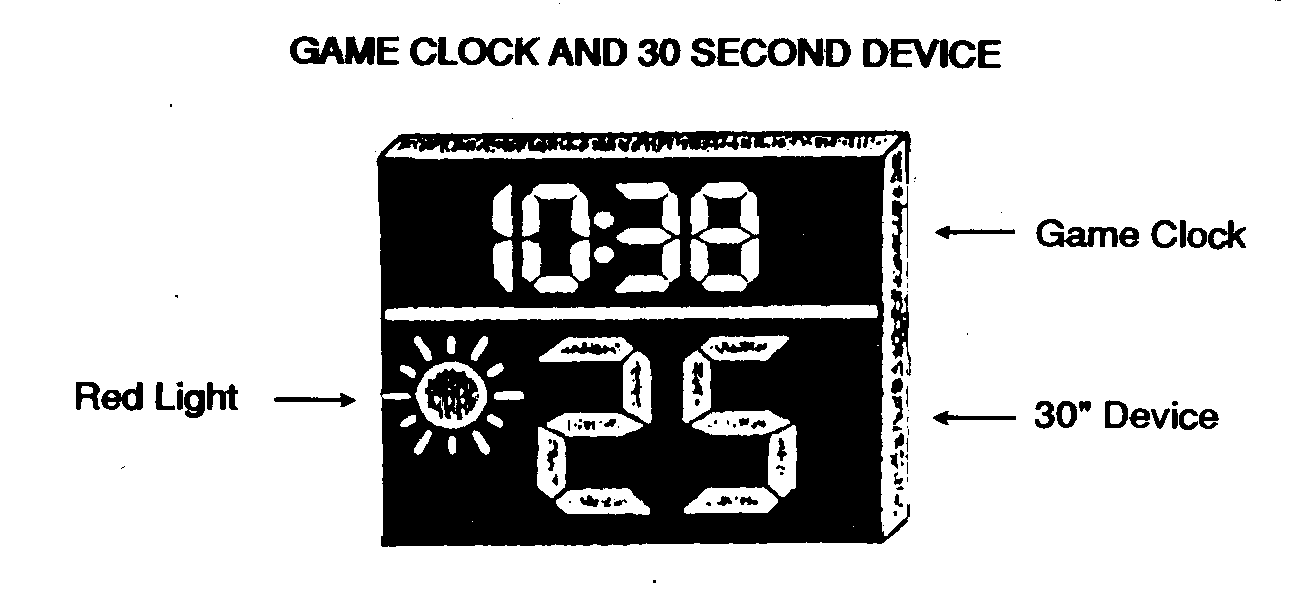 GAME CLOCK AND 30 SECOND DEVICE
10:38
Game Clock
Red Light
25
30" Device